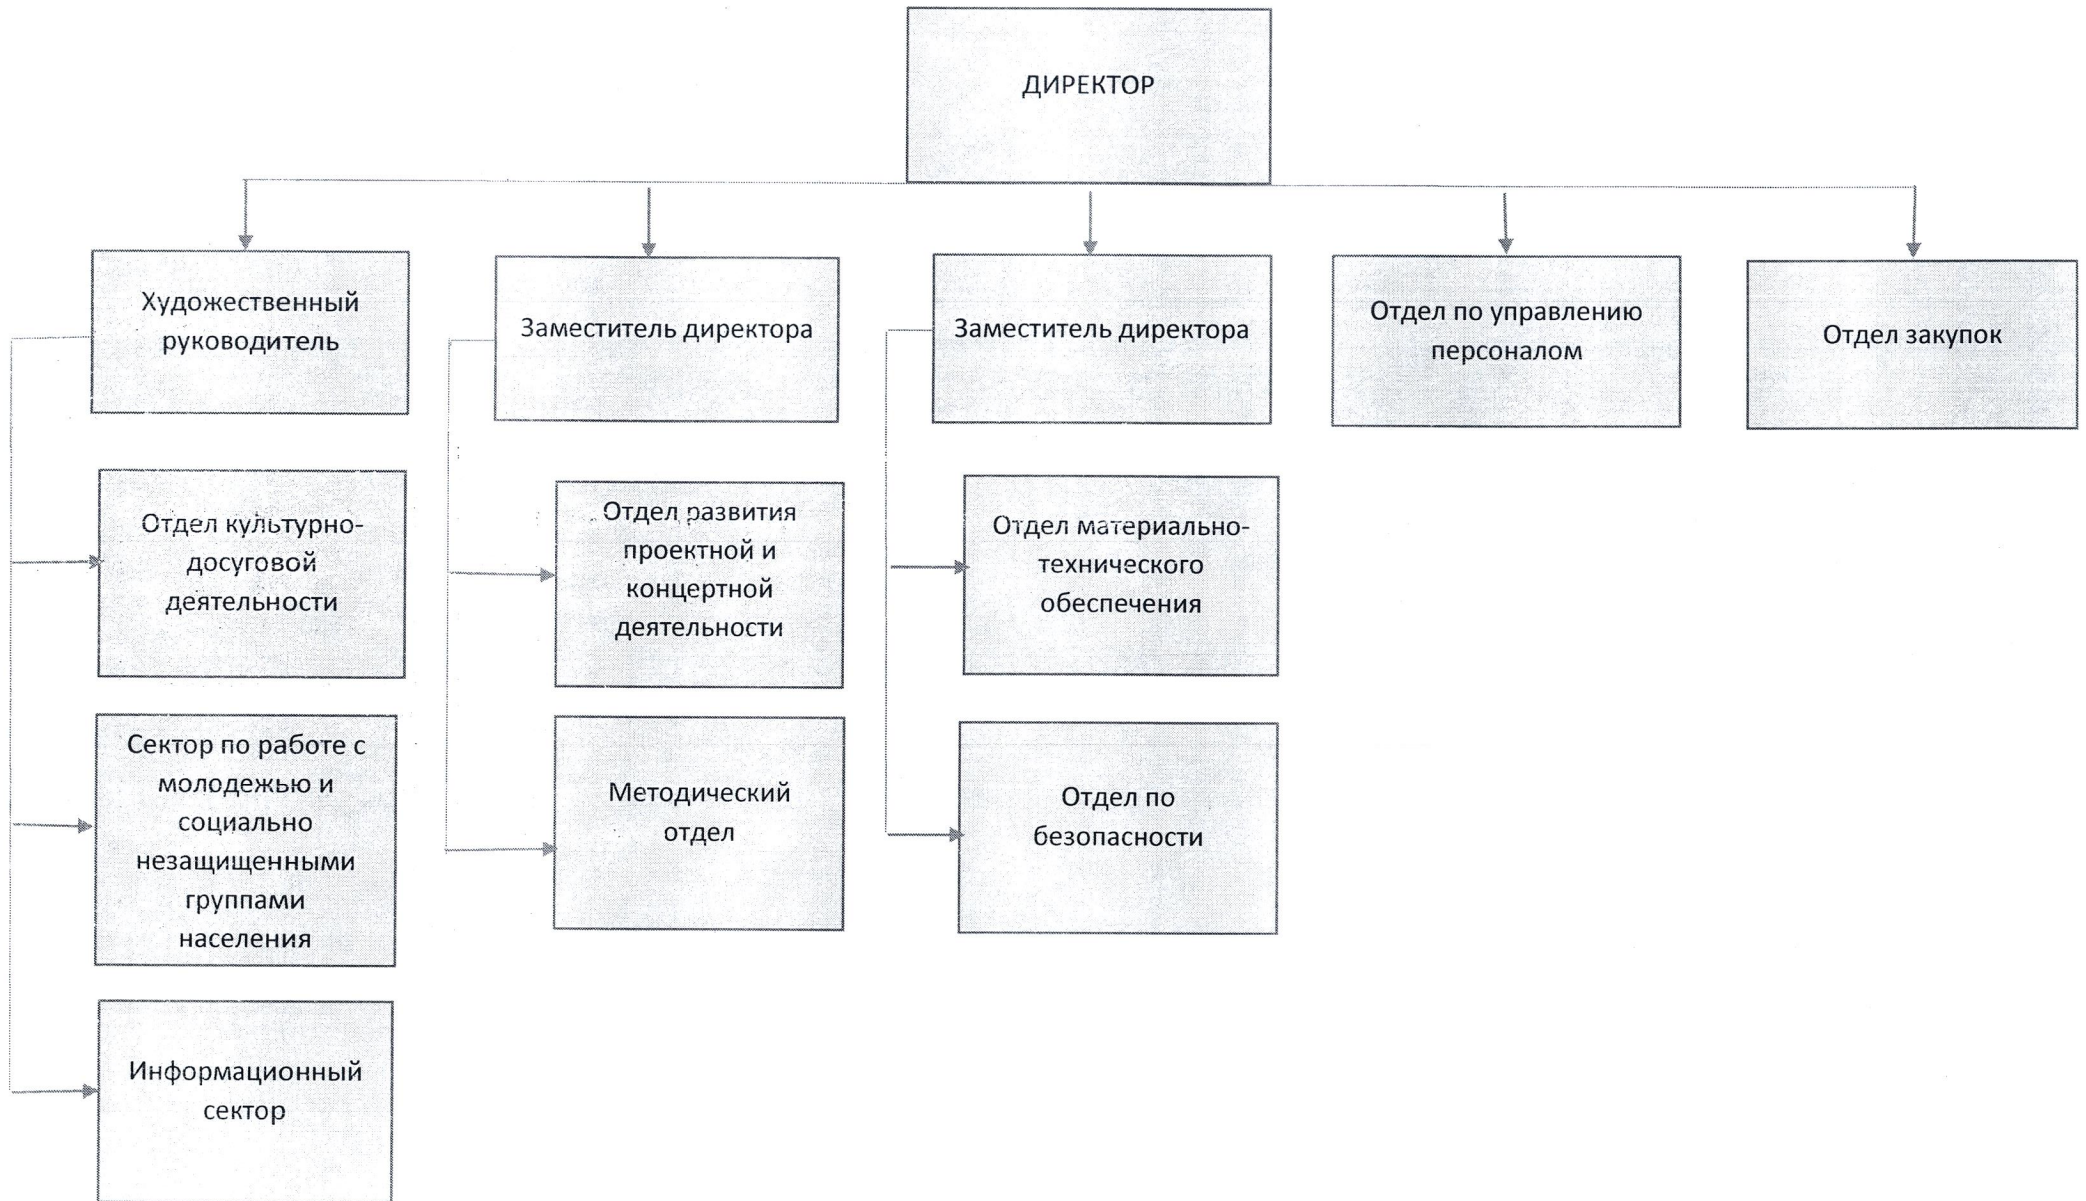 ДИРЕКТОР
Художественный
руководитель
Заместитель директора
Заместитель директора
Отдел по управлению
персоналом
Отдел закупок
Отдел культурно-
досуговой
деятельности
Отдел развития
проектной и
концертной
деятельности
Отдел материально-
технического
обеспечения
Сектор по работе с
молодежью и
социально
незащищенными
группами
населения
Методический
отдел
Отдел по
безопасности
Информационный
сектор